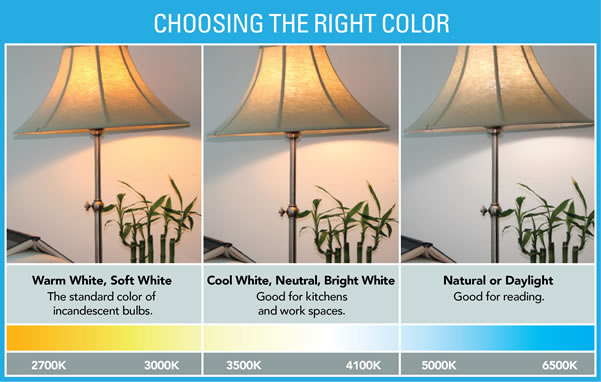 CHOOSING THE RIGHT COLOR
Warm White, Soft White
The standard color of
incandescent bulbs.
Cool White, Neutral, Bright White
Good for kitchens
and work spaces.
Natural or Daylight
Good for reading.
2700K 3000K 3500K 4100K 5000K 6500K